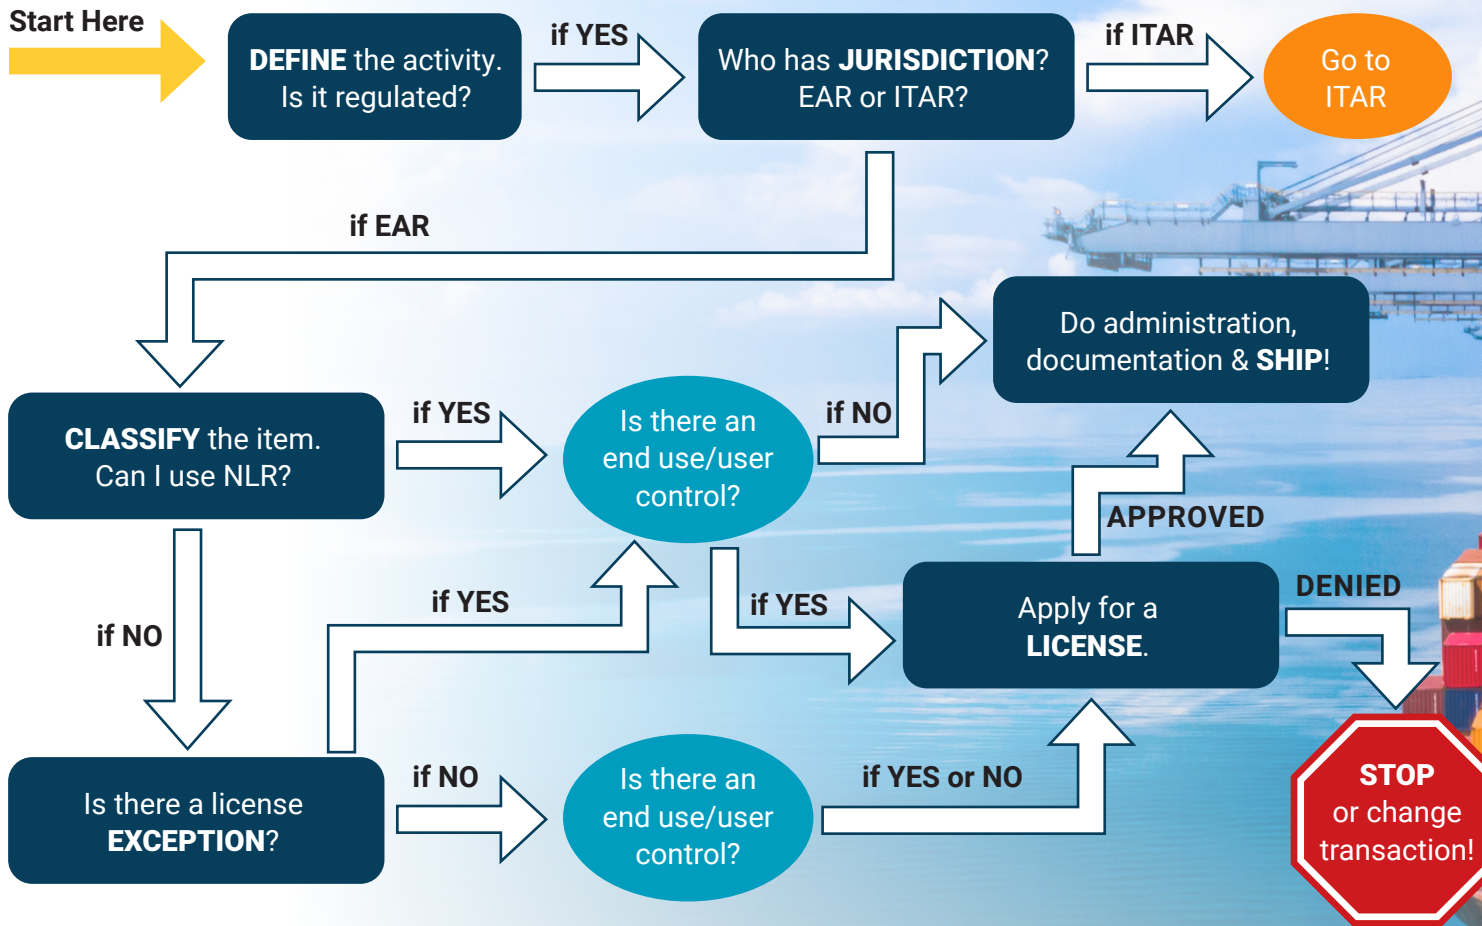 Start Here
DEFINE the activity.
Is it regulated?
if YES
Who has JURISDICTION?
EAR or ITAR?
if ITAR
Go to
ITAR
if EAR
CLASSIFY the item.
Can I use NLR?
if YES
Is there an
end use/user
control?
if NO
Do administration,
documentation & SHIP!
if NO
if YES
if YES
APPROVED
Apply for a
LICENSE.
DENIED
Is there a license
EXCEPTION?
if NO
Is there an
end use/user
control?
if YES or NO
STOP
or change
transaction!